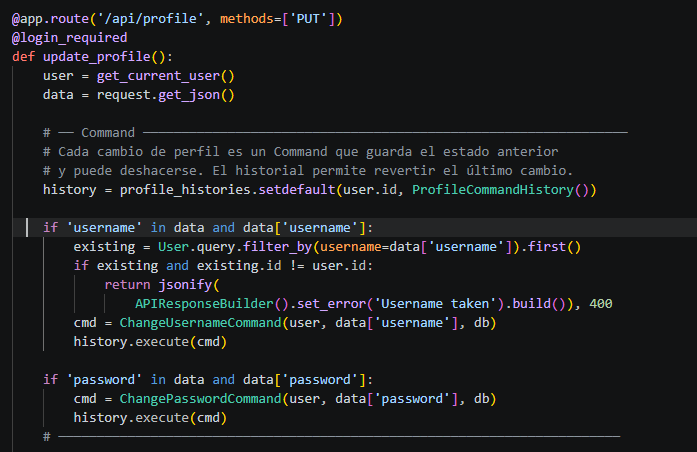 @app.route('/api/profile', methods=['PUT'])
@login_required
def update_profile():
    user = get_current_user()
    data = request.get_json()

    # —— Command ——————————————————————————————————————————————————————————————
    # Cada cambio de perfil es un Command que guarda el estado anterior
    # y puede deshacerse. El historial permite revertir el último cambio.
    history = profile_histories.setdefault(user.id, ProfileCommandHistory())

    if 'username' in data and data['username']:
        existing = User.query.filter_by(username=data['username']).first()
        if existing and existing.id != user.id:
            return jsonify(
                APIResponseBuilder().set_error('Username taken').build()), 400
        cmd = ChangeUsernameCommand(user, data['username'], db)
        history.execute(cmd)

    if 'password' in data and data['password']:
        cmd = ChangePasswordCommand(user, data['password'], db)
        history.execute(cmd)
    # —————————————————————————————————————————————————————————————————————————